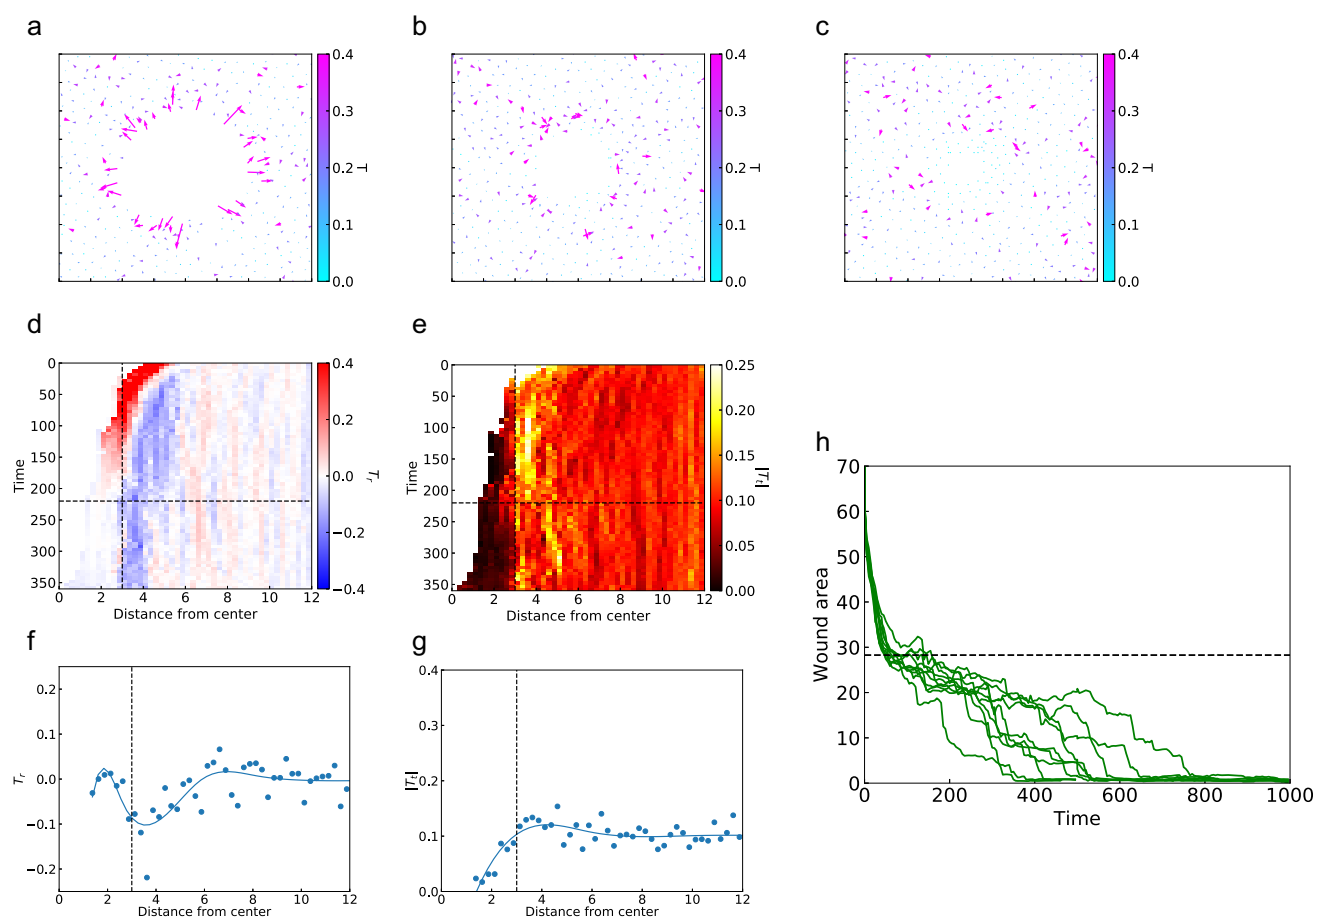 a
b
c
0.4
0.3
0.2
0.1
0.0
T
0.4
0.3
0.2
0.1
0.0
T
0.4
0.3
0.2
0.1
0.0
T
d
e
0
50
100
150
200
250
300
350
Time
0 2 4 6 8 10 12
Distance from center
0.4
0.2
0.0
−0.2
−0.4
Tr
0
50
100
150
200
250
300
350
Time
0 2 4 6 8 10 12
Distance from center
0.25
0.20
0.15
0.10
0.05
0.00
|Tt|
f
g
0.2
0.1
0.0
−0.1
−0.2
Tr
0 2 4 6 8 10 12
Distance from center
0.4
0.3
0.2
0.1
0.0
|Tt|
0 2 4 6 8 10 12
Distance from center
h
70
60
50
40
30
20
10
0
Wound area
0 200 400 600 800 1000
Time